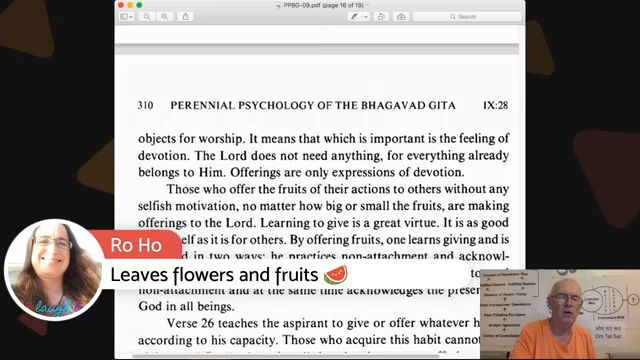 PPBG-09.pdf (page 16 of 19)
310 PERENNIAL PSYCHOLOGY OF THE BHAGAVAD GITA IX:28
objects for worship. It means that which is important is the feeling of
devotion. The Lord does not need anything, for everything already
belongs to Him. Offerings are only expressions of devotion.
Those who offer the fruits of their actions to others without any
selfish motivation, no matter how big or small the fruits, are making
offerings to the Lord. Learning to give is a great virtue. It is as good
as it is for others. By offering fruits, one learns giving and is
in two ways: he practices non-attachment and acknowl-
to
non-attachment and at the same time acknowledges the
God in all beings.
Verse 26 teaches the aspirant to give or offer whatever
according to his capacity. Those who acquire this habit cannot
Ro Ho
Leaves flowers and fruits 🍉
Om Tat Sat